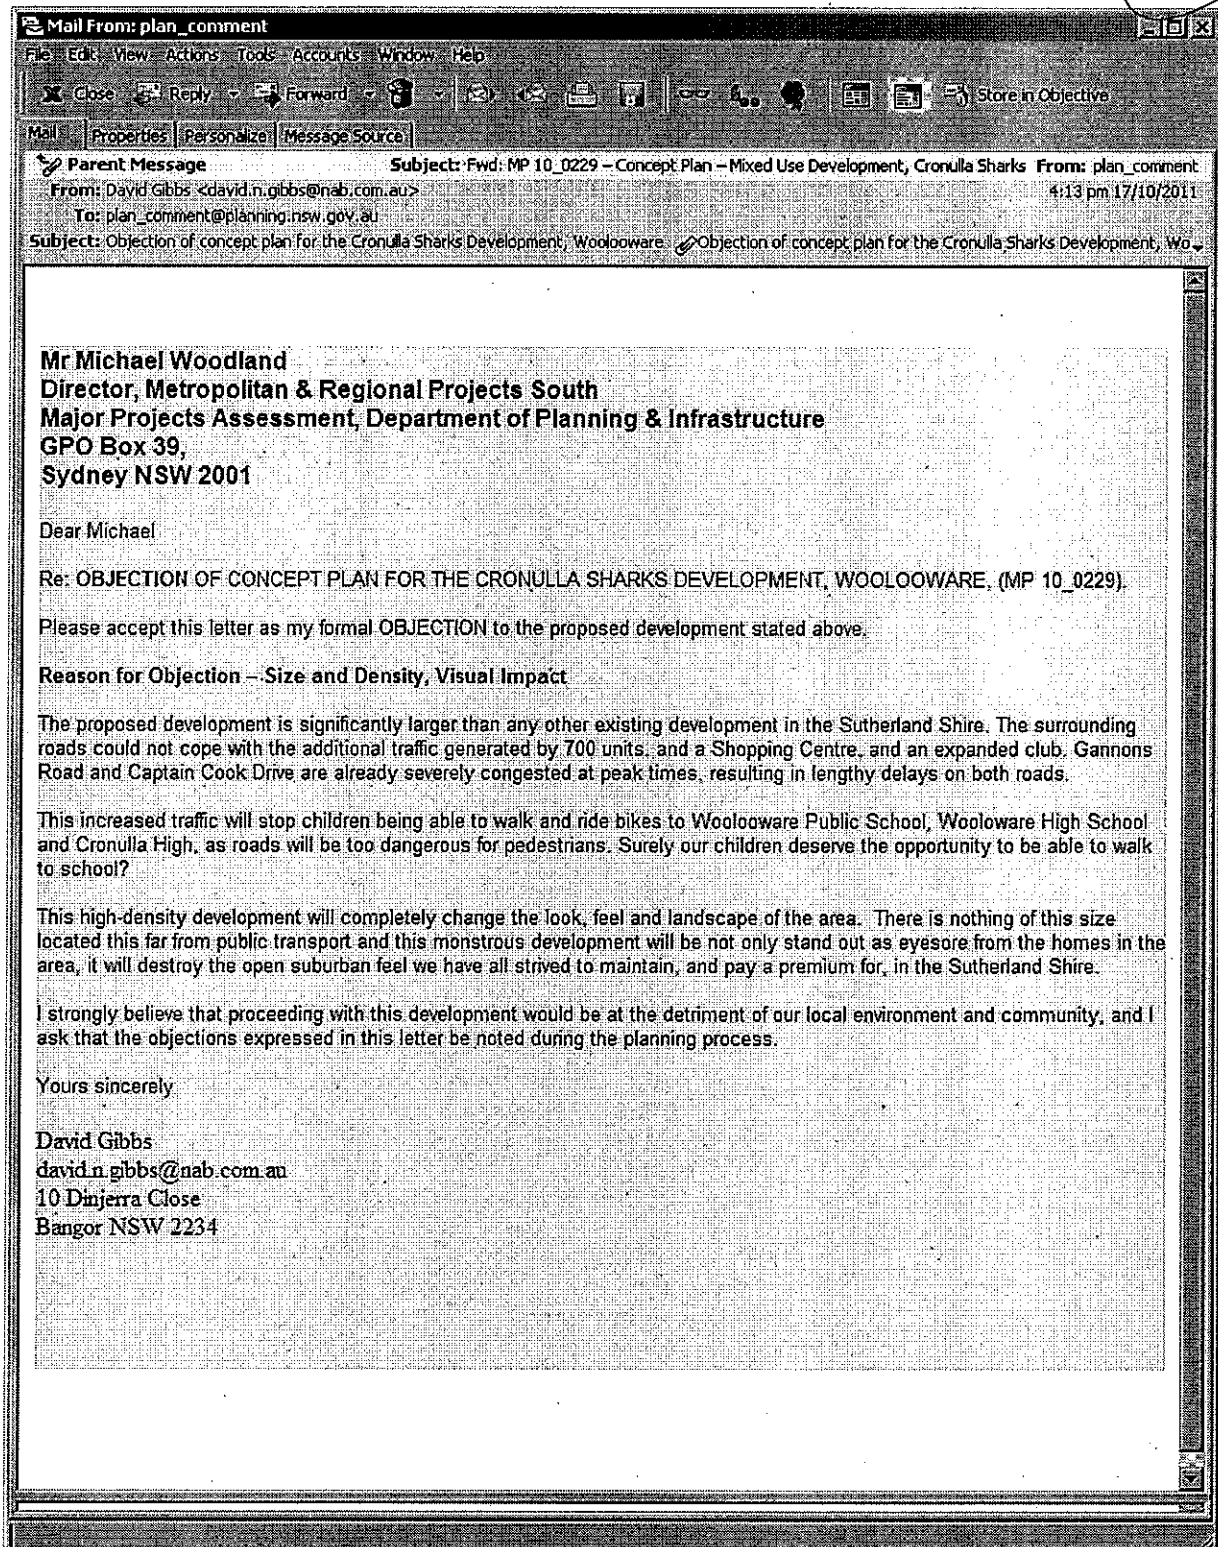 Mail From: plan_comment
File Edit View Actions Tools Accounts Window Help
Close Reply Forward Store in Objective
Mail Properties Personalize Message Source
Parent Message Subject: Fwd: MP 10_0229 – Concept Plan – Mixed Use Development, Cronulla Sharks From: plan_comment
From: David Gibbs <david.n.gibbs@nab.com.au> 4:13 pm 17/10/2011
To: plan_comment@planning.nsw.gov.au
Subject: Objection of concept plan for the Cronulla Sharks Development, Woolooware Objection of concept plan for the Cronulla Sharks Development, Wo
Mr Michael Woodland
Director, Metropolitan & Regional Projects South
Major Projects Assessment, Department of Planning & Infrastructure
GPO Box 39,
Sydney NSW 2001
Dear Michael
Re: OBJECTION OF CONCEPT PLAN FOR THE CRONULLA SHARKS DEVELOPMENT, WOOLOOWARE, (MP 10_0229).
Please accept this letter as my formal OBJECTION to the proposed development stated above.
Reason for Objection – Size and Density, Visual Impact
The proposed development is significantly larger than any other existing development in the Sutherland Shire. The surrounding
roads could not cope with the additional traffic generated by 700 units, and a Shopping Centre, and an expanded club. Gannons
Road and Captain Cook Drive are already severely congested at peak times, resulting in lengthy delays on both roads.
This increased traffic will stop children being able to walk and ride bikes to Woolooware Public School, Wooloware High School
and Cronulla High, as roads will be too dangerous for pedestrians. Surely our children deserve the opportunity to be able to walk
to school?
This high-density development will completely change the look, feel and landscape of the area. There is nothing of this size
located this far from public transport and this monstrous development will be not only stand out as eyesore from the homes in the
area, it will destroy the open suburban feel we have all strived to maintain, and pay a premium for, in the Sutherland Shire.
I strongly believe that proceeding with this development would be at the detriment of our local environment and community, and I
ask that the objections expressed in this letter be noted during the planning process.
Yours sincerely
David Gibbs
david.n.gibbs@nab.com.au
10 Dinjerra Close
Bangor NSW 2234